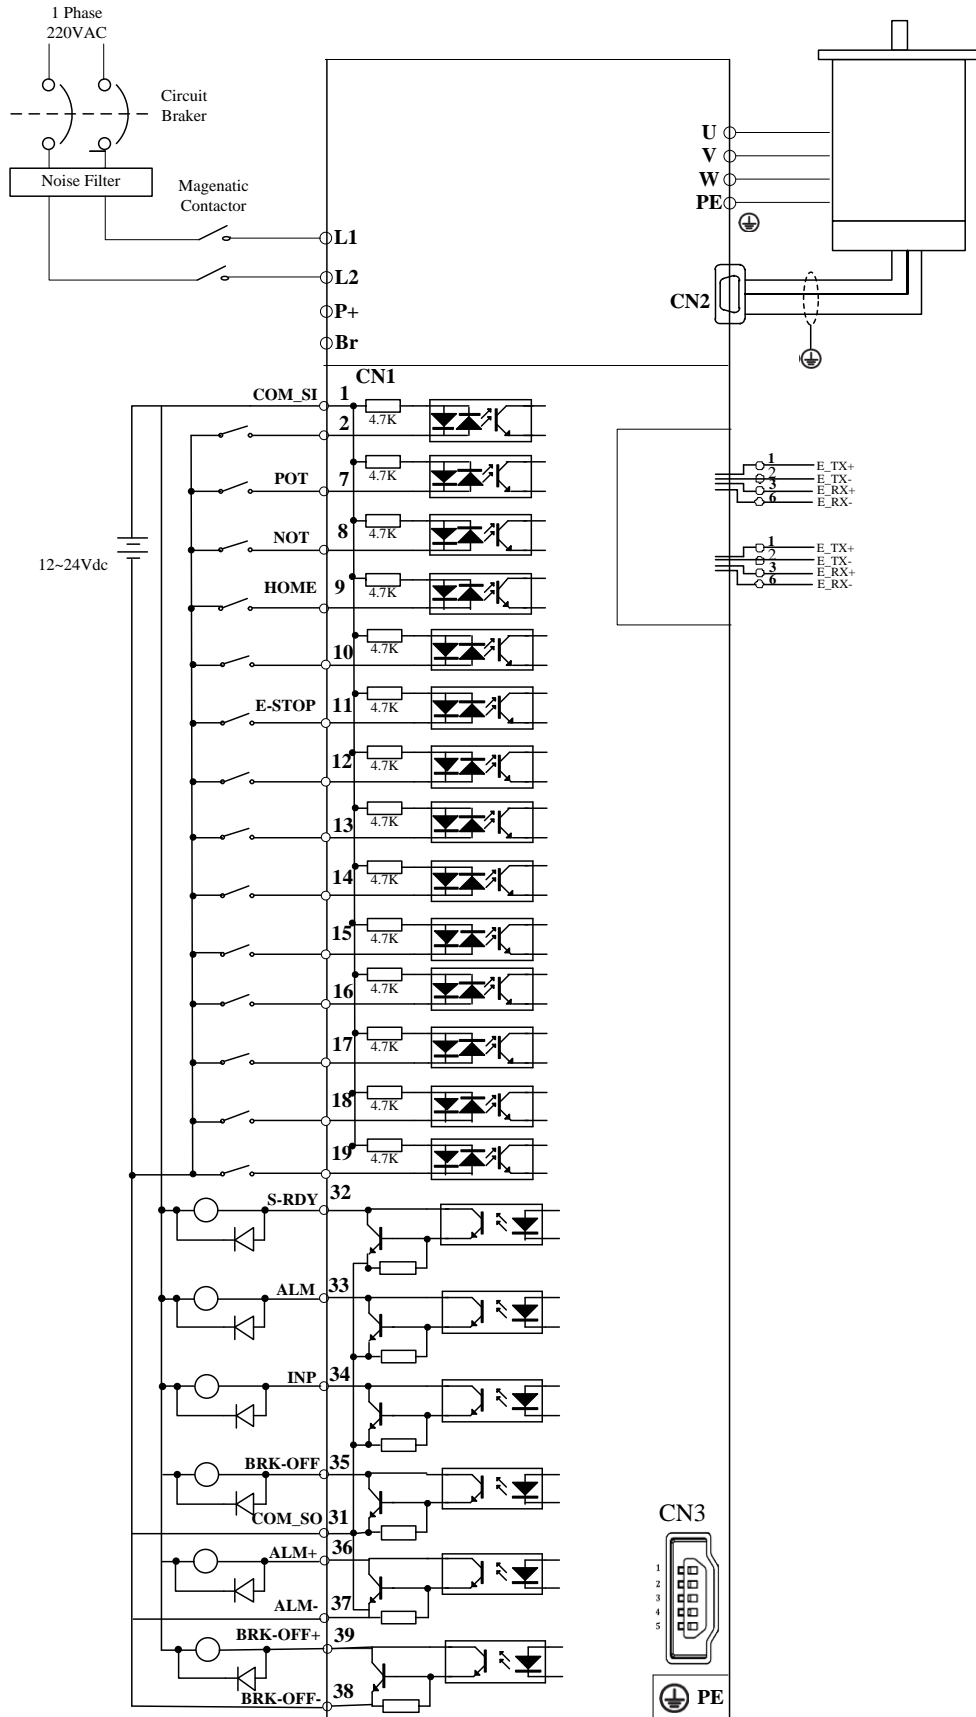 1 Phase
220VAC
Circuit
Braker
Noise Filter
Magenatic
Contactor
L1
L2
P+
Br
U
V
W
PE
CN2
CN1
COM_SI 1
4.7K
2
4.7K
POT 7
4.7K
NOT 8
4.7K
HOME 9
4.7K
10
4.7K
E-STOP 11
4.7K
12
4.7K
13
4.7K
14
4.7K
15
4.7K
16
4.7K
17
4.7K
18
4.7K
19
12~24Vdc
1 E_TX+
2 E_TX-
3 E_RX+
6 E_RX-
1 E_TX+
2 E_TX-
3 E_RX+
6 E_RX-
S-RDY 32
ALM 33
INP 34
BRK-OFF 35
COM_SO 31
ALM+ 36
ALM- 37
BRK-OFF+ 39
BRK-OFF- 38
CN3
1
2
3
4
5
PE